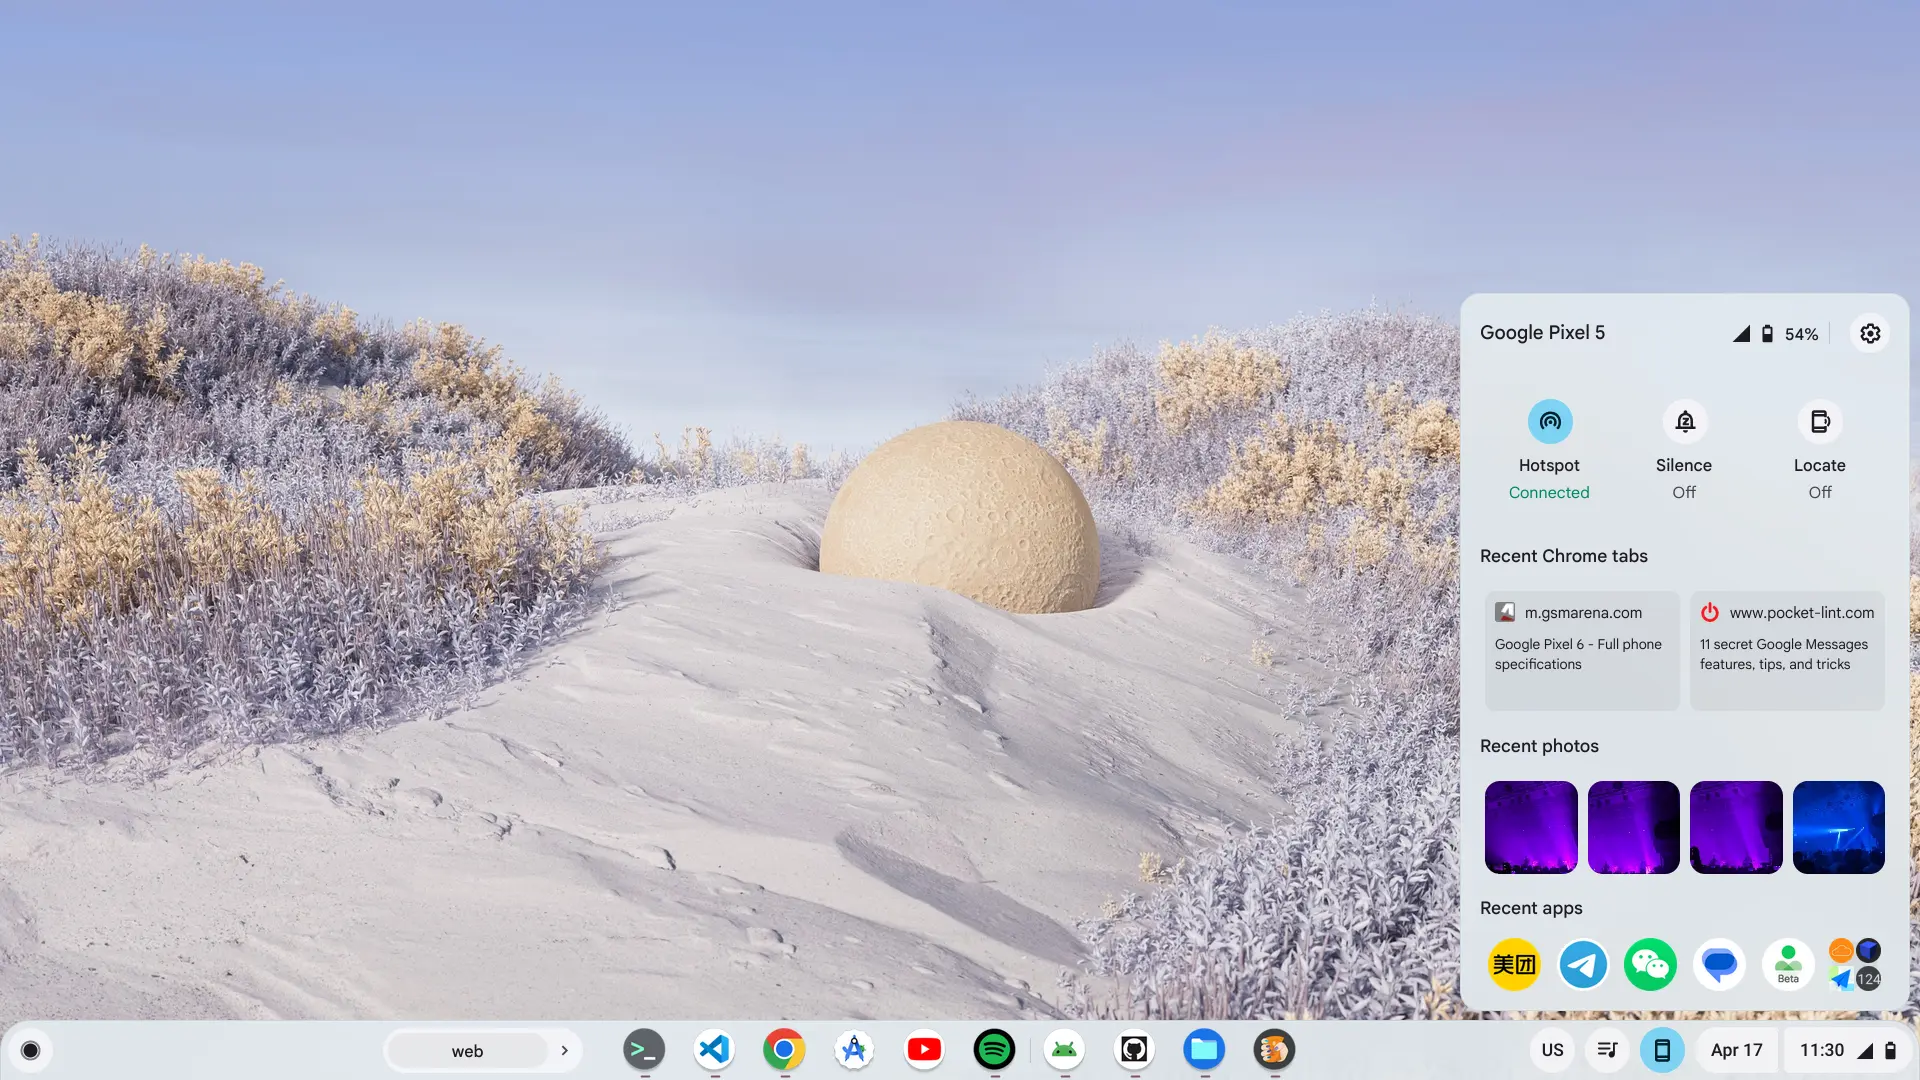 Google Pixel 5
54%
Hotspot
Connected
Silence
Off
Locate
Off
Recent Chrome tabs
m.gsmarena.com
Google Pixel 6 - Full phone
specifications
www.pocket-lint.com
11 secret Google Messages
features, tips, and tricks
Recent photos
Recent apps
美团
Beta
124
web
US
Apr 17
11:30